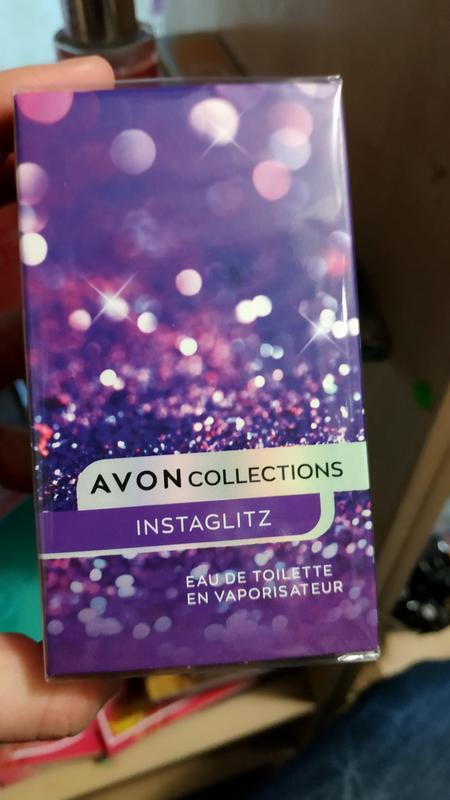 AVON COLLECTIONS
INSTAGLITZ
EAU DE TOILETTE
EN VAPORISATEUR